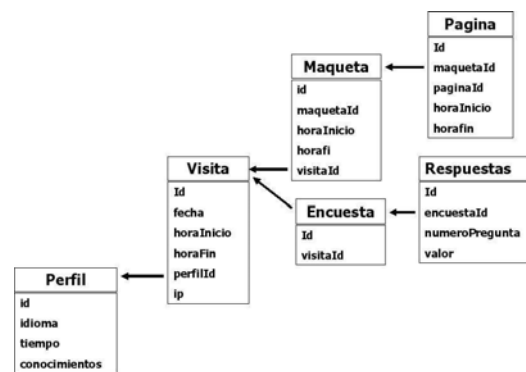 Pagina
Id
maquetaId
paginaId
horaInicio
horafin
Maqueta
id
maquetaId
horaInicio
horafi
visitaId
Visita
Id
fecha
horaInicio
horaFin
perfilId
ip
Respuestas
Id
encuestaId
numeroPregunta
valor
Encuesta
Id
visitaId
Perfil
id
idioma
tiempo
conocimientos